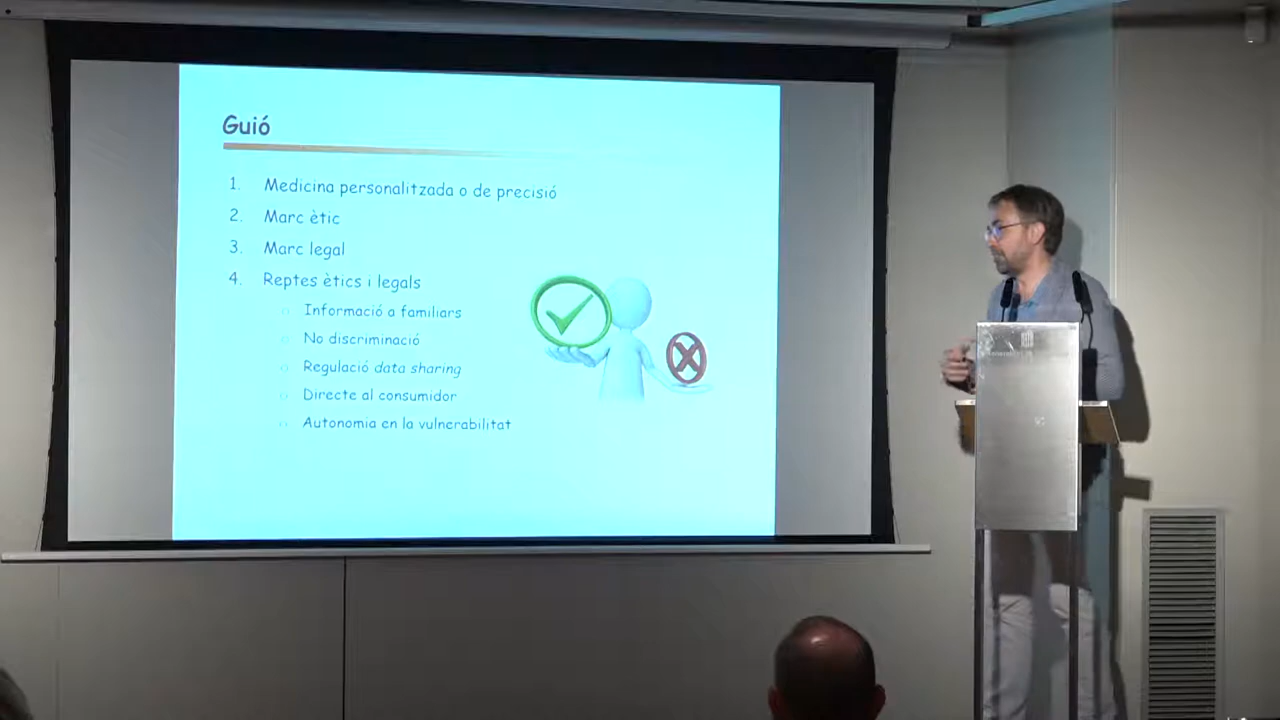 Guió
1. Medicina personalitzada o de precisió
2. Marc ètic
3. Marc legal
4. Reptes ètics i legals
Informació a familiars
No discriminació
Regulació data sharing
Directe al consumidor
Autonomia en la vulnerabilitat